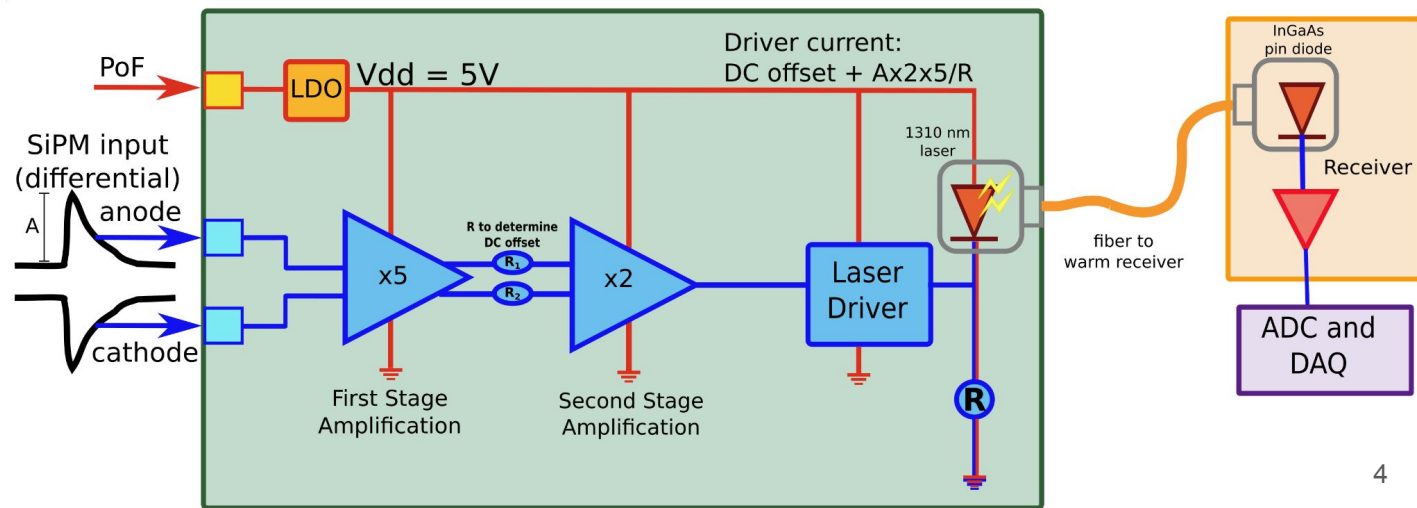 PoF
LDO
Vdd = 5V
Driver current:
DC offset + Ax2x5/R
InGaAs
pin diode
SiPM input
(differential)
anode
A
cathode
x5
R to determine
DC offset
R₁
R₂
x2
Laser
Driver
1310 nm
laser
R
First Stage
Amplification
Second Stage
Amplification
fiber to
warm receiver
Receiver
ADC and
DAQ
4